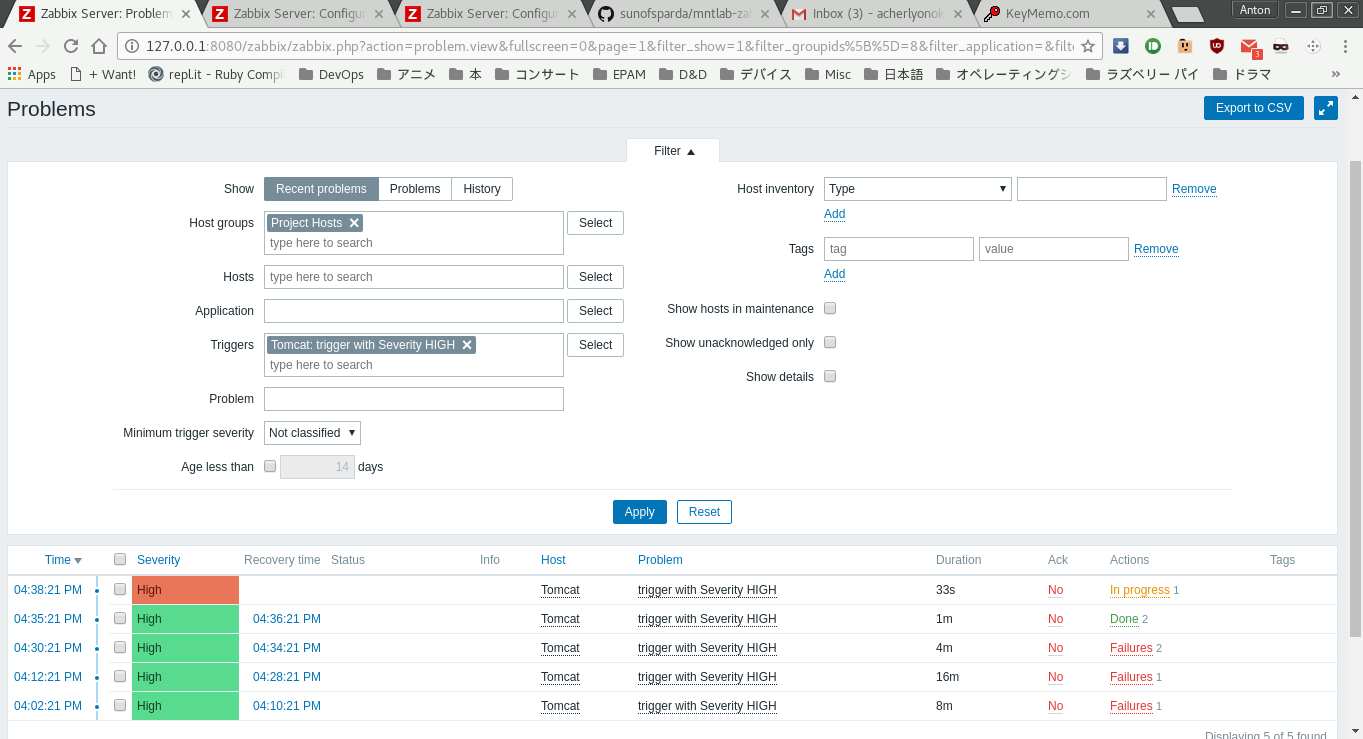 Zabbix Server: Problem
Zabbix Server: Configu
Zabbix Server: Configu
sunofsparda/mntlab-za
Inbox (3) - acherlyonok
KeyMemo.com
Anton
127.0.0.1:8080/zabbix/zabbix.php?action=problem.view&fullscreen=0&page=1&filter_show=1&filter_groupids%5B%5D=8&filter_application=&filte
3
Apps
+ Want!
repl.it - Ruby Compil
DevOps
アニメ
本
コンサート
EPAM
D&D
デバイス
Misc
日本語
オペレーティングシ
ラズベリー パイ
ドラマ
»
Problems
Export to CSV
Filter
Show
Recent problems
Problems
History
Host groups
Project Hosts
type here to search
Select
Hosts
type here to search
Select
Application
Select
Triggers
Tomcat: trigger with Severity HIGH
type here to search
Select
Problem
Minimum trigger severity
Not classified
Age less than
14
days
Host inventory
Type
Remove
Add
Tags
tag
value
Remove
Add
Show hosts in maintenance
Show unacknowledged only
Show details
Apply
Reset
Time Severity Recovery time Status Info Host Problem Duration Ack Actions Tags
04:38:21 PM High Tomcat trigger with Severity HIGH 33s No In progress 1
04:35:21 PM High 04:36:21 PM Tomcat trigger with Severity HIGH 1m No Done 2
04:30:21 PM High 04:34:21 PM Tomcat trigger with Severity HIGH 4m No Failures 2
04:12:21 PM High 04:28:21 PM Tomcat trigger with Severity HIGH 16m No Failures 1
04:02:21 PM High 04:10:21 PM Tomcat trigger with Severity HIGH 8m No Failures 1
Displaying 5 of 5 found